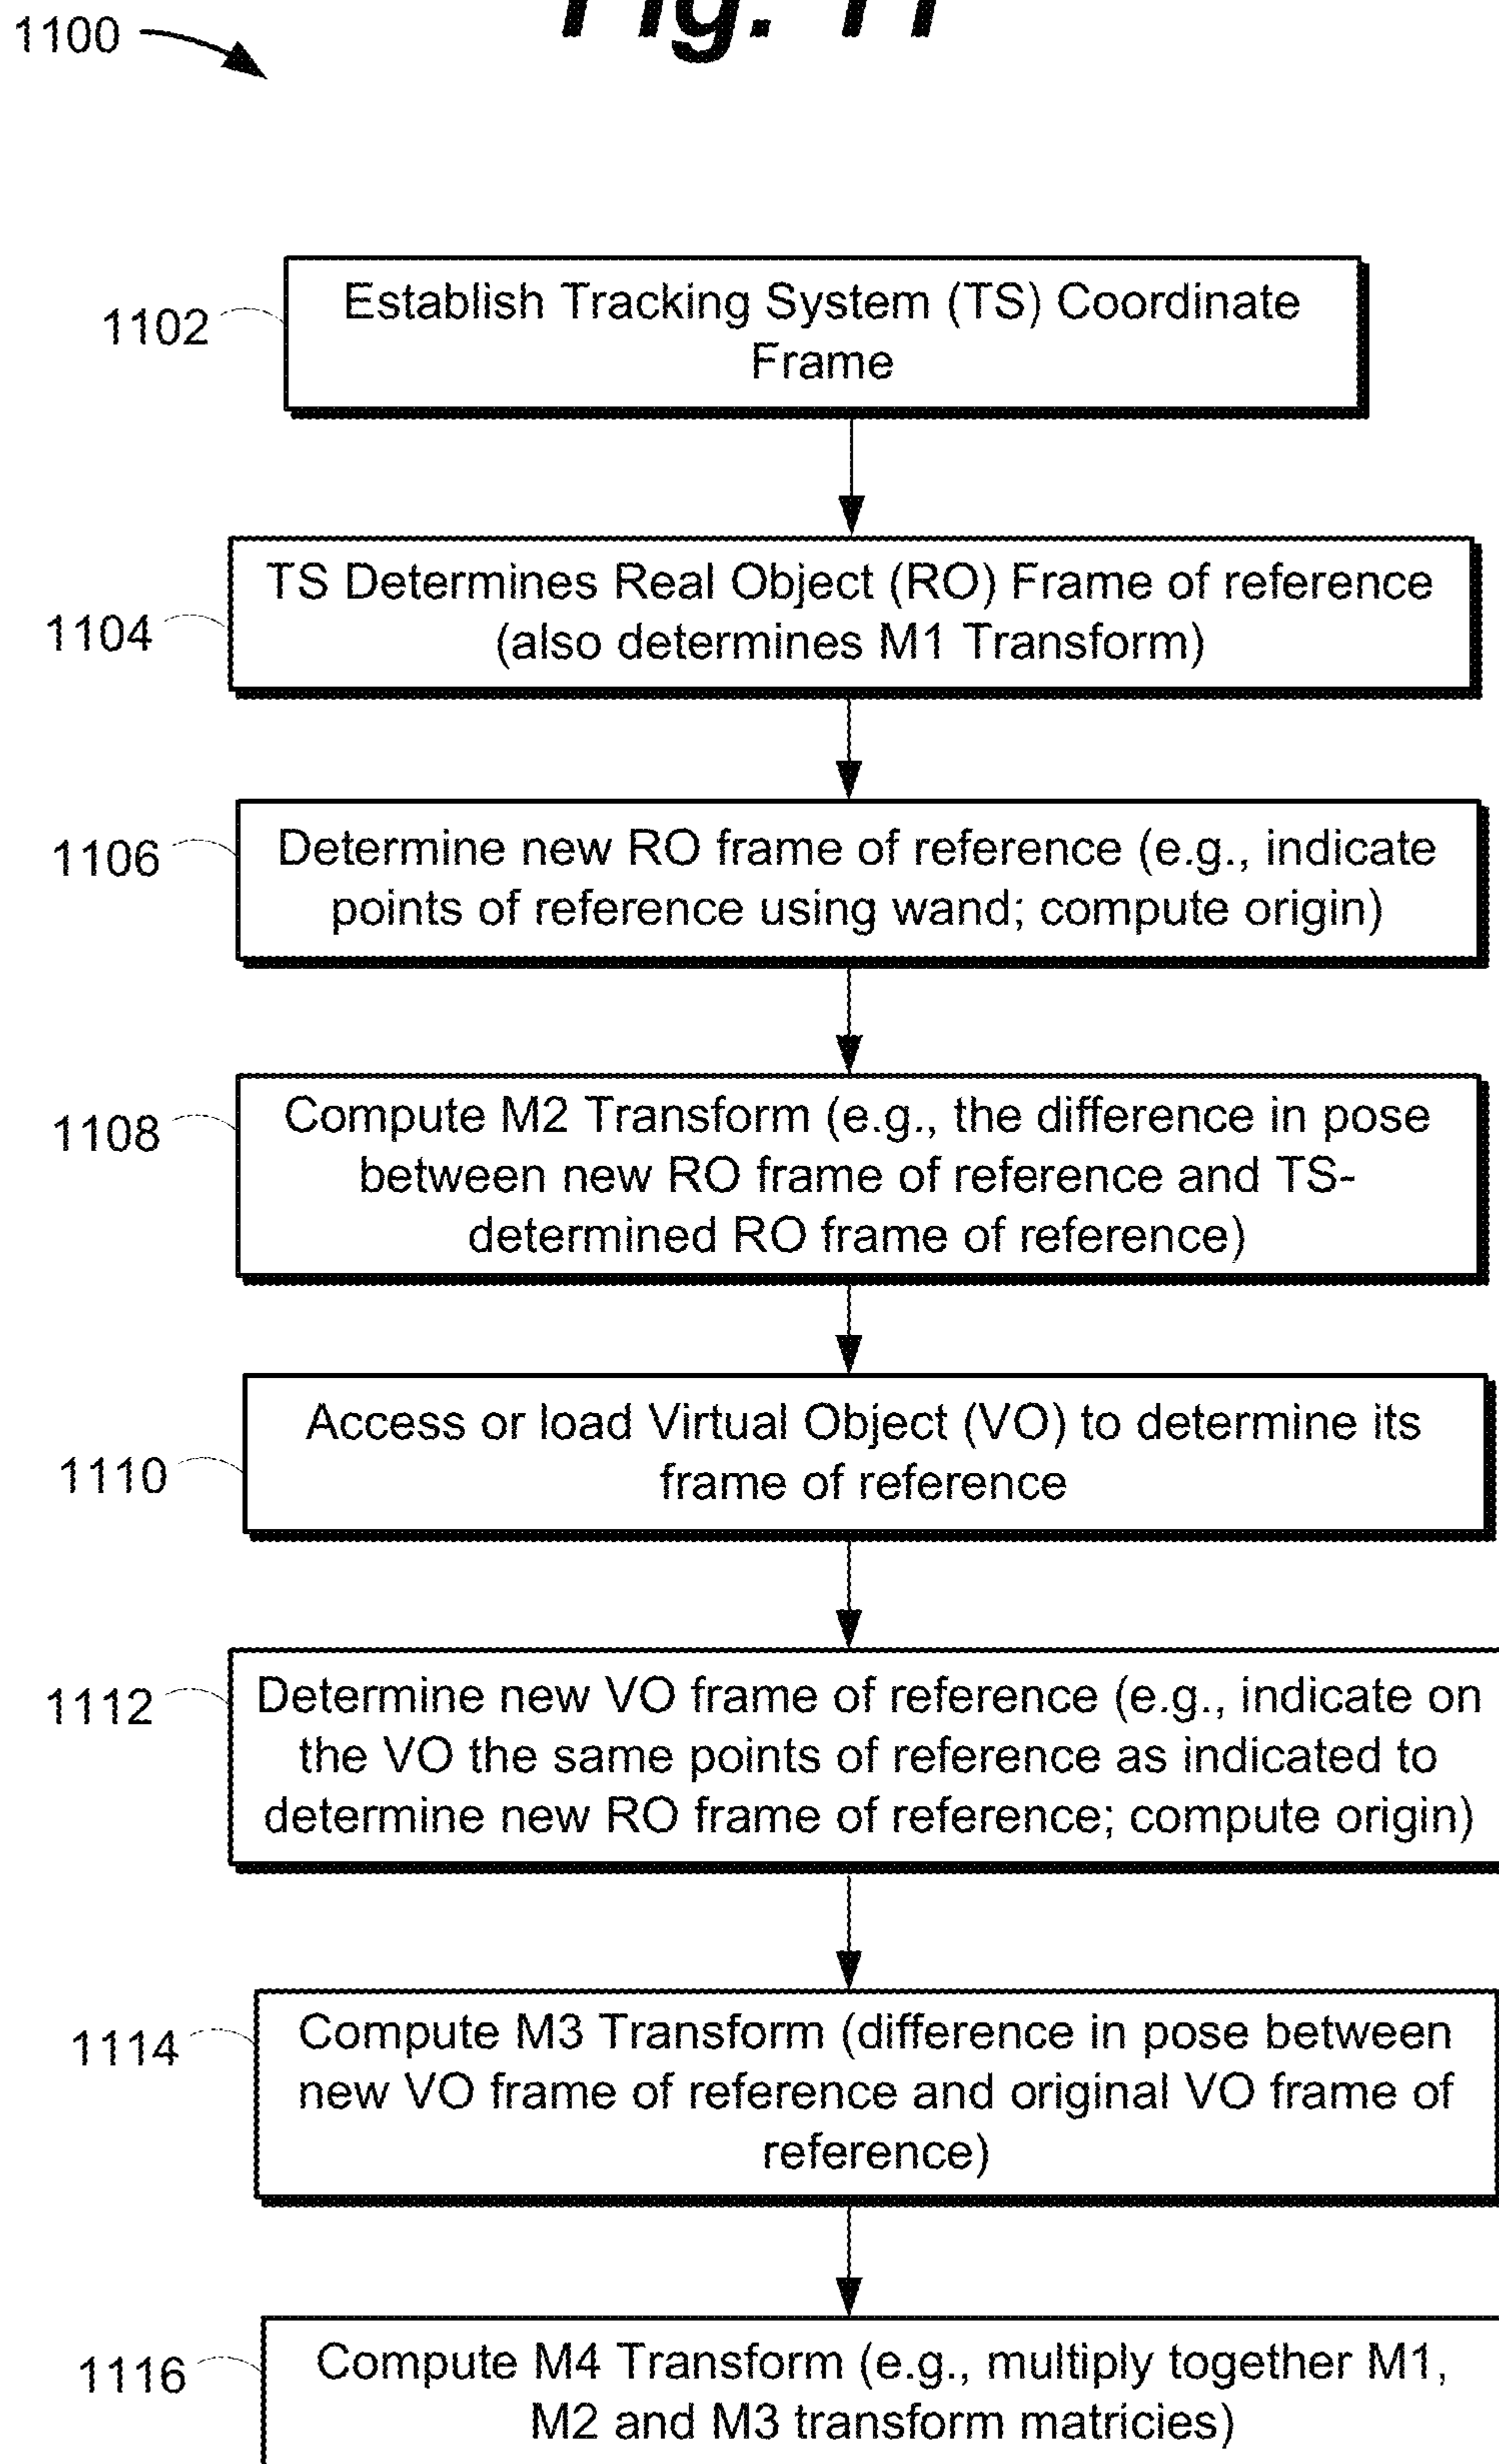 Fig. 11
1100
1102
Establish Tracking System (TS) Coordinate
Frame
1104
TS Determines Real Object (RO) Frame of reference
(also determines M1 Transform)
1106
Determine new RO frame of reference (e.g., indicate
points of reference using wand; compute origin)
1108
Compute M2 Transform (e.g., the difference in pose
between new RO frame of reference and TS-
determined RO frame of reference)
1110
Access or load Virtual Object (VO) to determine its
frame of reference
1112
Determine new VO frame of reference (e.g., indicate on
the VO the same points of reference as indicated to
determine new RO frame of reference; compute origin)
1114
Compute M3 Transform (difference in pose between
new VO frame of reference and original VO frame of
reference)
1116
Compute M4 Transform (e.g., multiply together M1,
M2 and M3 transform matricies)